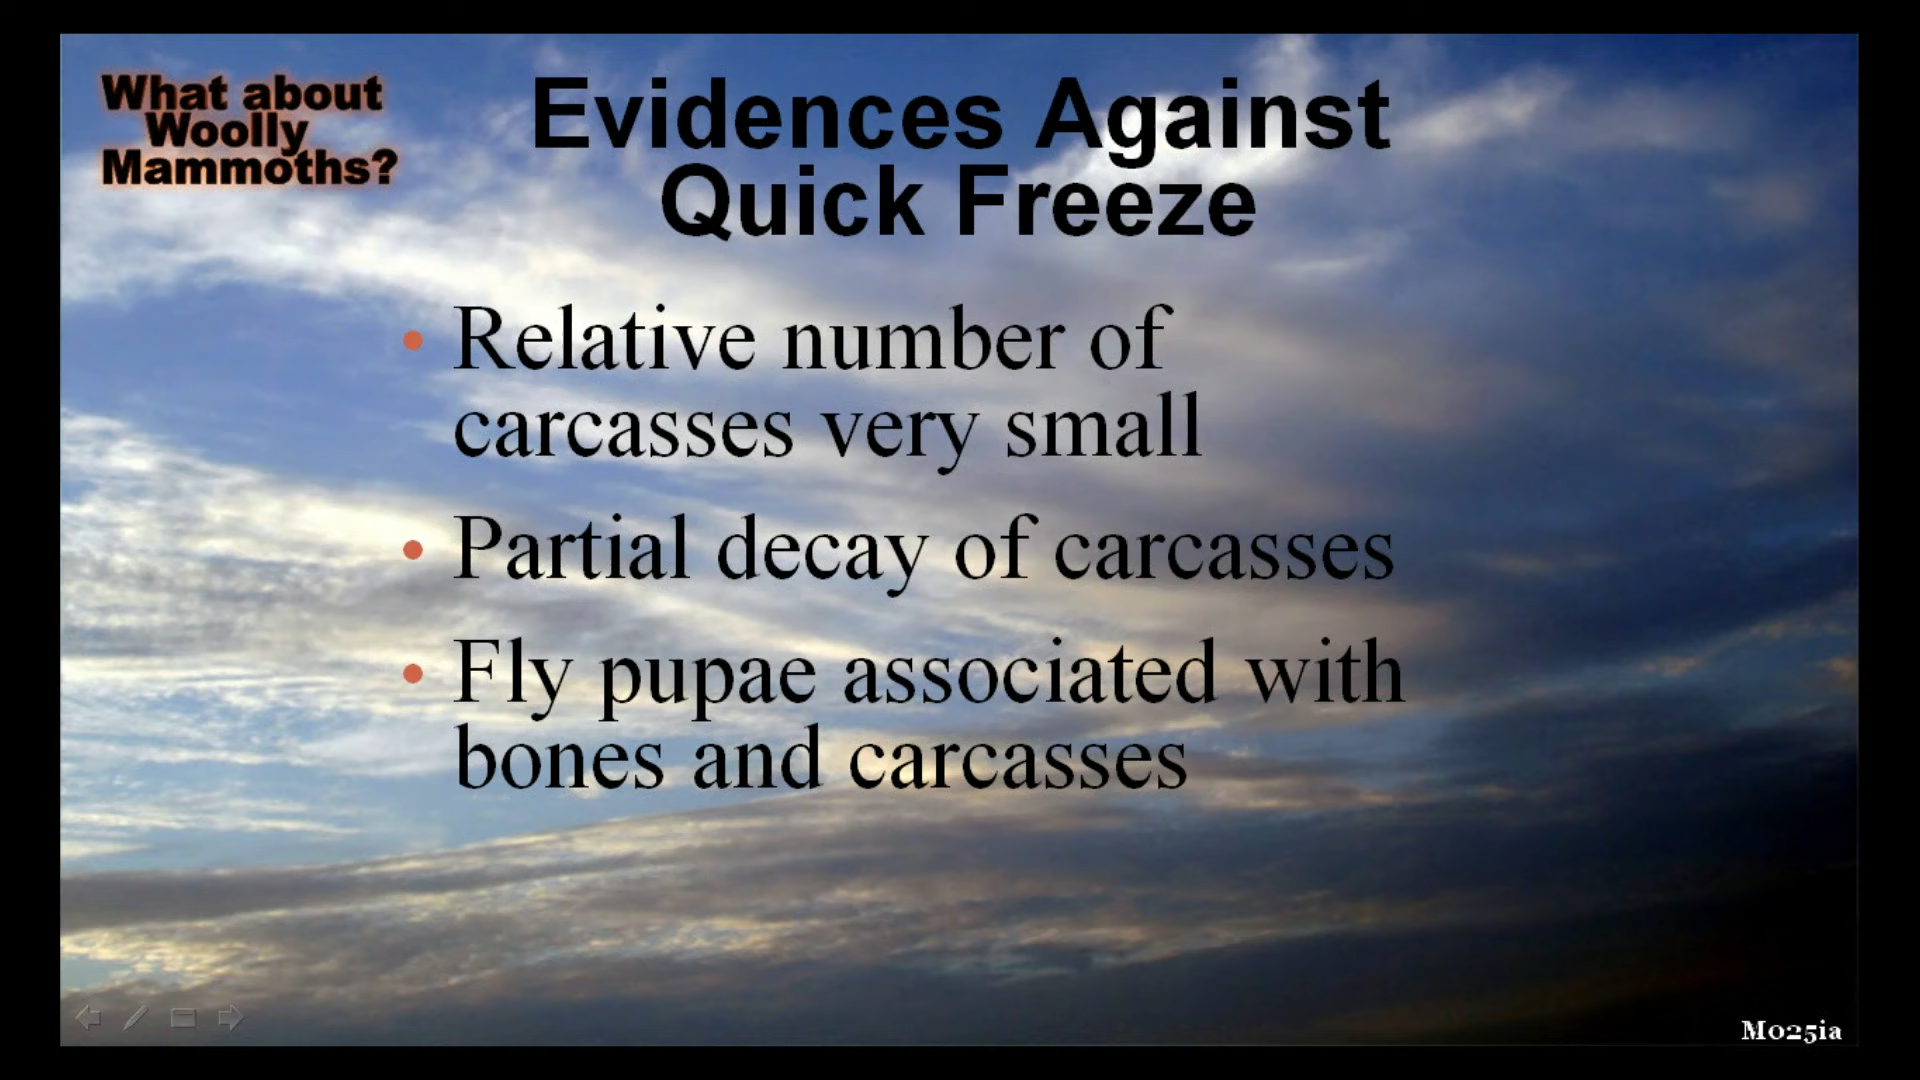 What about
Woolly
Mammoths?
Evidences Against
Quick Freeze
• Relative number of
carcasses very small
• Partial decay of carcasses
• Fly pupae associated with
bones and carcasses
M025ia